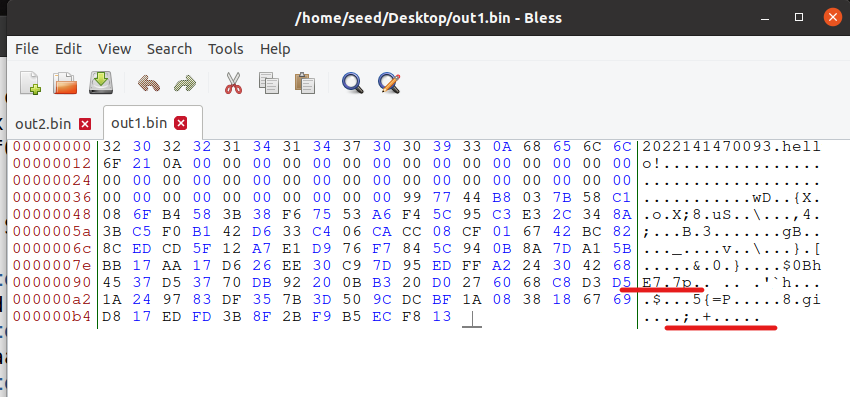 /home/seed/Desktop/out1.bin - Bless
File Edit View Search Tools Help
out2.bin out1.bin
00000000 32 30 32 32 31 34 31 34 37 30 30 39 33 0A 68 65 6C 6C 2022141470093.hell
00000012 6F 21 0A 00 00 00 00 00 00 00 00 00 00 00 00 00 00 00 o!................
00000024 00 00 00 00 00 00 00 00 00 00 00 00 00 00 00 00 00 00 ..................
00000036 00 00 00 00 00 00 00 00 00 00 99 77 44 B8 03 7B 58 C1 ...........wD..{X.
00000048 08 6F B4 58 3B 38 F6 75 53 A6 F4 5C 95 C3 E3 2C 34 8A .o.X;8.uS..\...,4.
0000005a 3B C5 F0 B1 42 D6 33 C4 06 CA CC 08 CF 01 67 42 BC 82 ;...B.3.......gB..
0000006c 8C ED CD 5F 12 A7 E1 D9 76 F7 84 5C 94 0B 8A 7D A1 5B ..._....v..\...}.[
0000007e BB 17 AA 17 D6 26 EE 30 C9 7D 95 ED FF A2 24 30 42 68 .....&.0.}....$0Bh
00000090 45 37 D5 37 70 DB 92 20 0B B3 20 D0 27 60 68 C8 D3 D5 E7.7p.. .. .'`h...
000000a2 1A 24 97 83 DF 35 7B 3D 50 9C DC BF 1A 08 38 18 67 69 .$...5{=P.....8.gi
000000b4 D8 17 ED FD 3B 8F 2B F9 B5 EC F8 13 ....;.+.....